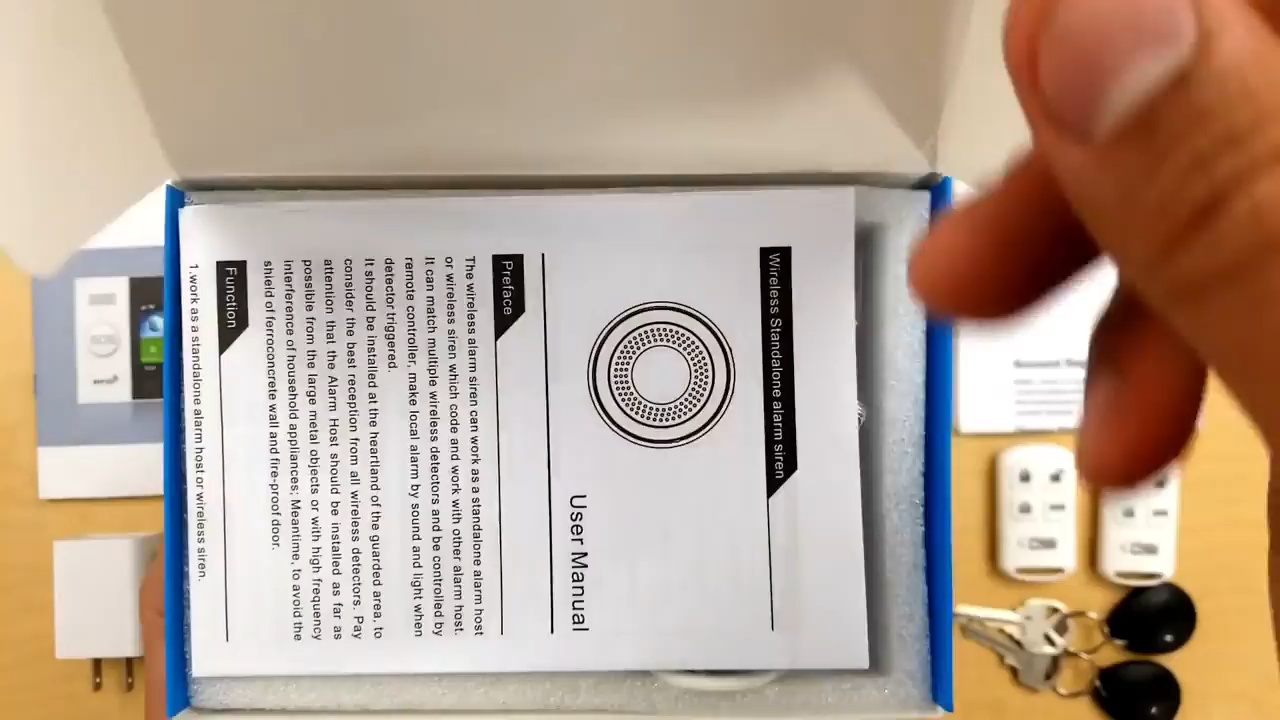 Wireless Standalone alarm siren
User Manual
Preface
The wireless alarm siren can work as a standalone alarm host
or wireless siren which code and work with other alarm host.
It can match multiple wireless detectors and be controlled by
remote controller, make local alarm by sound and light when
detector triggered.
It should be installed at the heartland of the guarded area, to
consider the best reception from all wireless detectors. Pay
attention that the Alarm Host should be installed as far as
possible from the large metal objects or with high frequency
interference of household appliances; Meantime, to avoid the
shield of ferroconcrete wall and fire-proof door.
Function
1.work as a standalone alarm host or wireless siren.